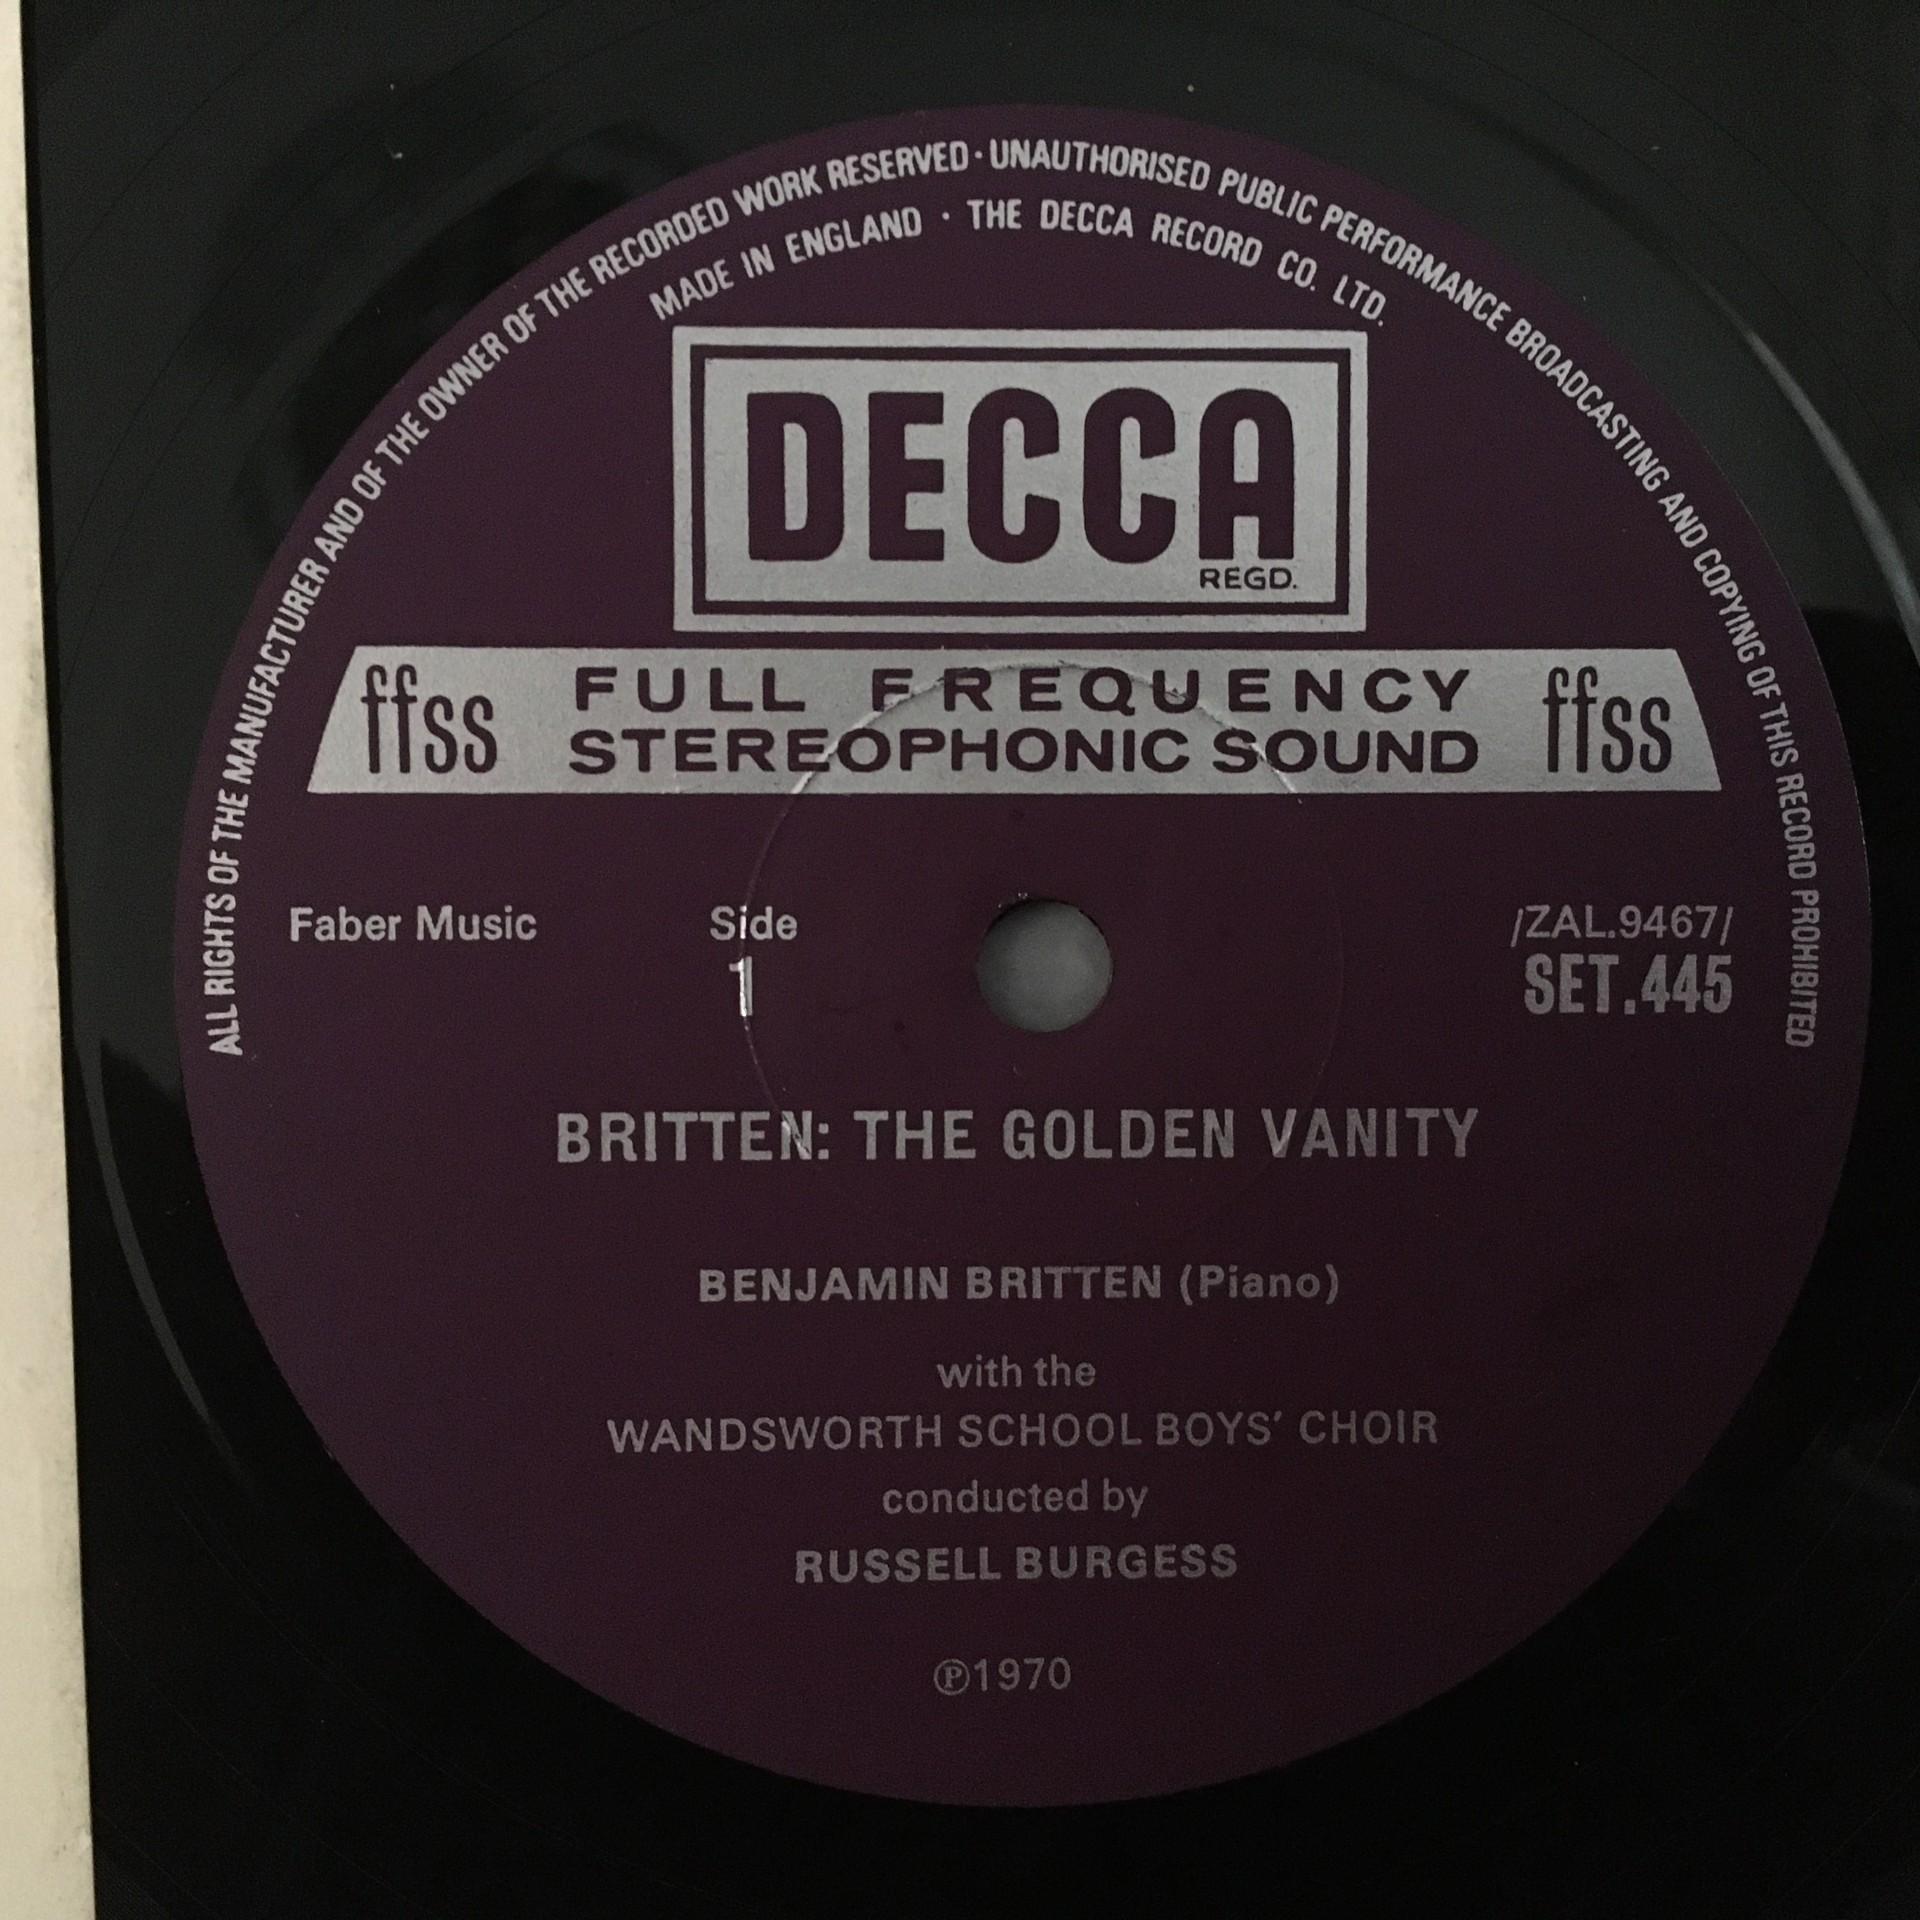 ALL RIGHTS OF THE MANUFACTURER AND OF THE OWNER OF THE RECORDED WORK RESERVED · UNAUTHORISED PUBLIC PERFORMANCE BROADCASTING AND COPYING OF THIS RECORD PROHIBITED
MADE IN ENGLAND · THE DECCA RECORD CO. LTD.
DECCA
REGD.
ffss FULL FREQUENCY STEREOPHONIC SOUND ffss
Faber Music
Side
1
/ZAL.9467/
SET.445
BRITTEN: THE GOLDEN VANITY
BENJAMIN BRITTEN (Piano)
with the
WANDSWORTH SCHOOL BOYS' CHOIR
conducted by
RUSSELL BURGESS
℗1970